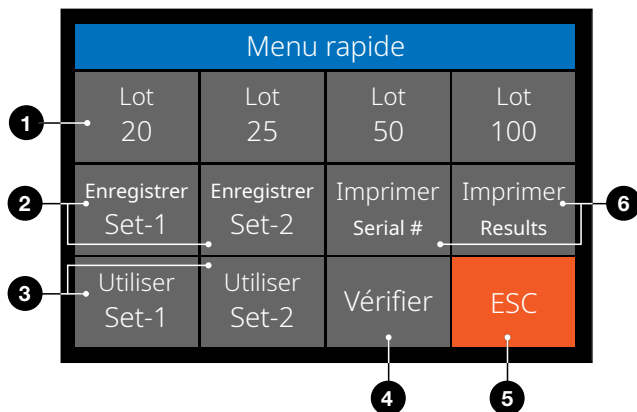 Menu rapide
Lot Lot Lot Lot
1 20 25 50 100
Enregistrer Enregistrer Imprimer Imprimer
2 Set-1 Set-2 Serial # Results 6
Utiliser Utiliser Vérifier ESC
3 Set-1 Set-2
4 5